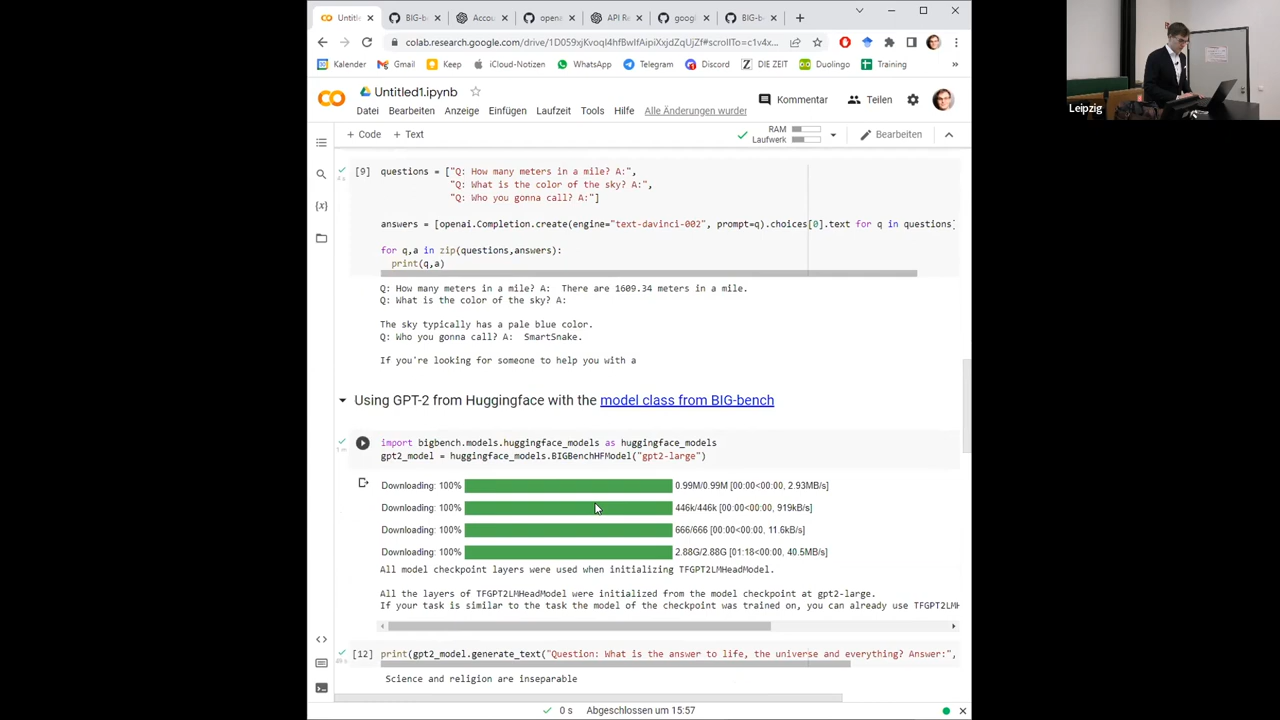 Untitle
BIG-b
Accou
opena
API Re
googl
BIG-b
colab.research.google.com/drive/1D059xjKvoqI4hfBwIfAipiXxjdZqUjZf#scrollTo=c1v4x...
Kalender
Gmail
Keep
iCloud-Notizen
WhatsApp
Telegram
Discord
DIE ZEIT
Duolingo
Training
Leipzig
Untitled1.ipynb
Kommentar
Teilen
Datei Bearbeiten Anzeige Einfügen Laufzeit Tools Hilfe Alle Änderungen wurder
+ Code + Text
RAM
Laufwerk
Bearbeiten
[9] questions = ["Q: How many meters in a mile? A:",
"Q: What is the color of the sky? A:",
"Q: Who you gonna call? A:"]
answers = [openai.Completion.create(engine="text-davinci-002", prompt=q).choices[0].text for q in questions]
for q,a in zip(questions,answers):
print(q,a)
Q: How many meters in a mile? A: There are 1609.34 meters in a mile.
Q: What is the color of the sky? A:
The sky typically has a pale blue color.
Q: Who you gonna call? A: SmartSnake.
If you're looking for someone to help you with a
Using GPT-2 from Huggingface with the model class from BIG-bench
import bigbench.models.huggingface_models as huggingface_models
gpt2_model = huggingface_models.BIGBenchHFModel("gpt2-large")
Downloading: 100% 0.99M/0.99M [00:00<00:00, 2.93MB/s]
Downloading: 100% 446k/446k [00:00<00:00, 919kB/s]
Downloading: 100% 666/666 [00:00<00:00, 11.6kB/s]
Downloading: 100% 2.88G/2.88G [01:18<00:00, 40.5MB/s]
All model checkpoint layers were used when initializing TFGPT2LMHeadModel.
All the layers of TFGPT2LMHeadModel were initialized from the model checkpoint at gpt2-large.
If your task is similar to the task the model of the checkpoint was trained on, you can already use TFGPT2LMH
[12] print(gpt2_model.generate_text("Question: What is the answer to life, the universe and everything? Answer:",
Science and religion are inseparable
0 s Abgeschlossen um 15:57